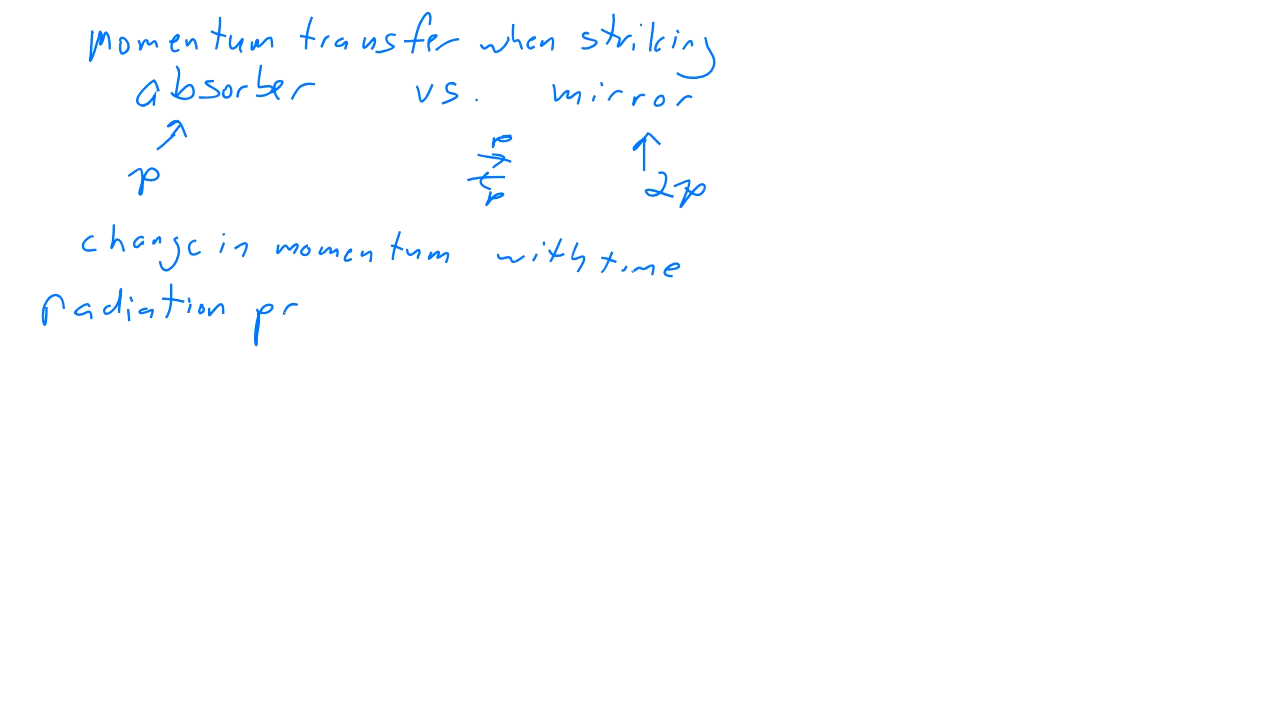 momentum transfer when striking
absorber vs. mirror
p
p
p
2p
change in momentum with time
radiation pr